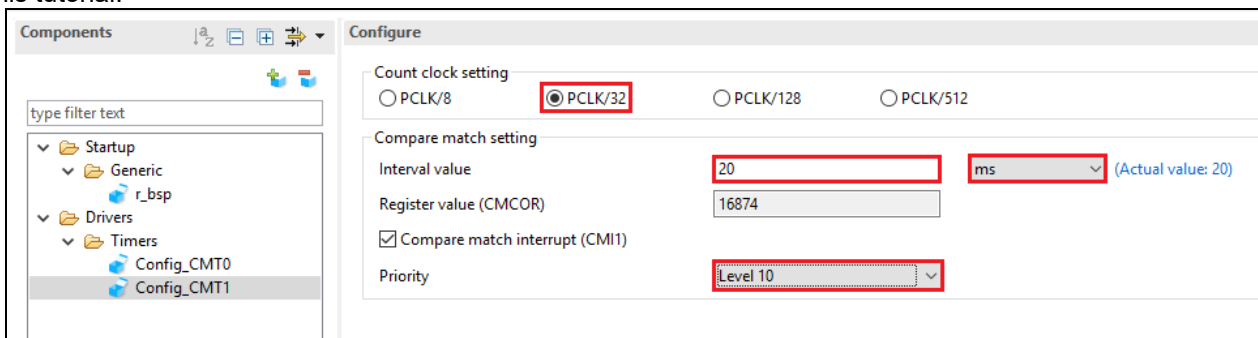 Components
Configure
type filter text
Startup
Generic
r_bsp
Drivers
Timers
Config_CMT0
Config_CMT1
Count clock setting
PCLK/8 PCLK/32 PCLK/128 PCLK/512
Compare match setting
Interval value 20 ms (Actual value: 20)
Register value (CMCOR) 16874
Compare match interrupt (CMI1)
Priority Level 10